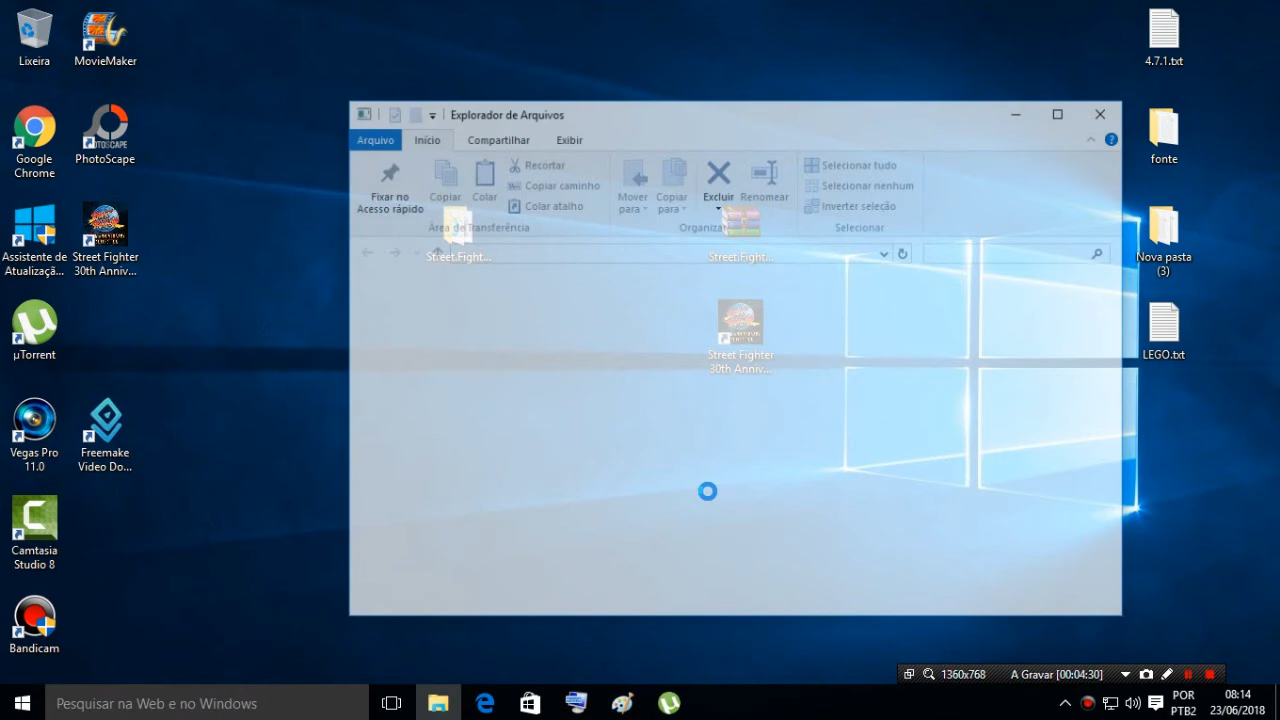 Lixeira
MovieMaker
Google
Chrome
PHOTOSCAPE
PhotoScape
Assistente de
Atualizaçã...
Street Fighter
30th Anniv...
µTorrent
Vegas Pro
11.0
Freemake
Video Do...
Camtasia
Studio 8
Bandicam
Explorador de Arquivos
Arquivo
Início
Compartilhar
Exibir
Fixar no
Acesso rápido
Copiar
Colar
Recortar
Copiar caminho
Colar atalho
Área de Transferência
Mover
para
Copiar
para
Excluir
Renomear
Organizar
Selecionar tudo
Selecionar nenhum
Inverter seleção
Selecionar
Street.Fight...
Street.Fight...
Street Fighter
30th Anniv...
4.7.1.txt
fonte
Nova pasta
(3)
LEGO.txt
1360x768
A Gravar [00:04:30]
Pesquisar na Web e no Windows
POR
PTB2
08:14
23/06/2018